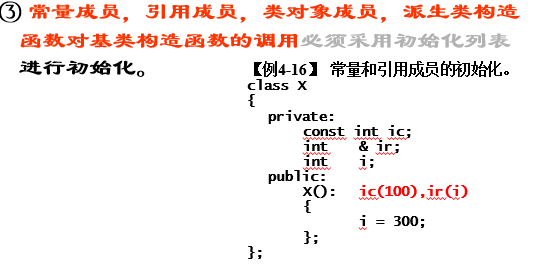 ③ 常量成员，引用成员，类对象成员，派生类构造
函数对基类构造函数的调用必须采用初始化列表
进行初始化。
【例4-16】 常量和引用成员的初始化。
class X
{
private:
const int ic;
int & ir;
int i;
public:
X(): ic(100),ir(i)
{
i = 300;
};
};